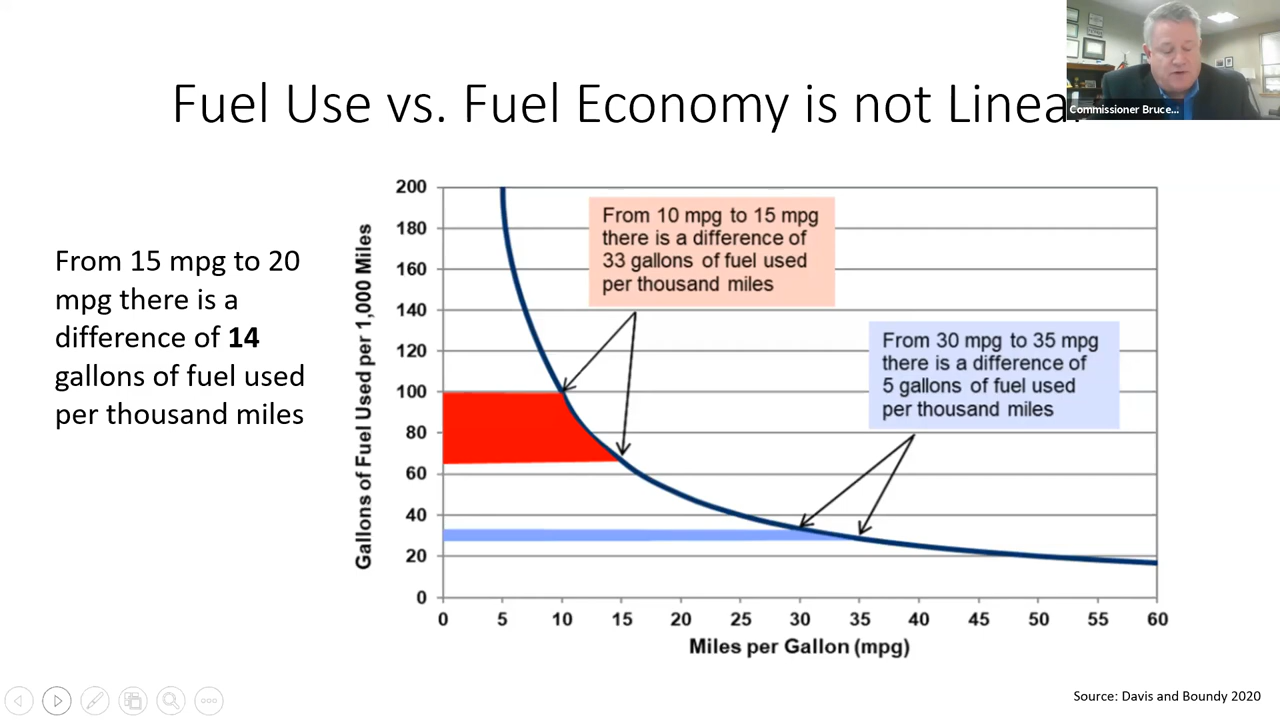 Commissioner Bruce...
Fuel Use vs. Fuel Economy is not Linea
From 15 mpg to 20
mpg there is a
difference of 14
gallons of fuel used
per thousand miles
Gallons of Fuel Used per 1,000 Miles
200
180
160
140
120
100
80
60
40
20
0
From 10 mpg to 15 mpg
there is a difference of
33 gallons of fuel used
per thousand miles
From 30 mpg to 35 mpg
there is a difference of
5 gallons of fuel used
per thousand miles
0 5 10 15 20 25 30 35 40 45 50 55 60
Miles per Gallon (mpg)
Source: Davis and Boundy 2020